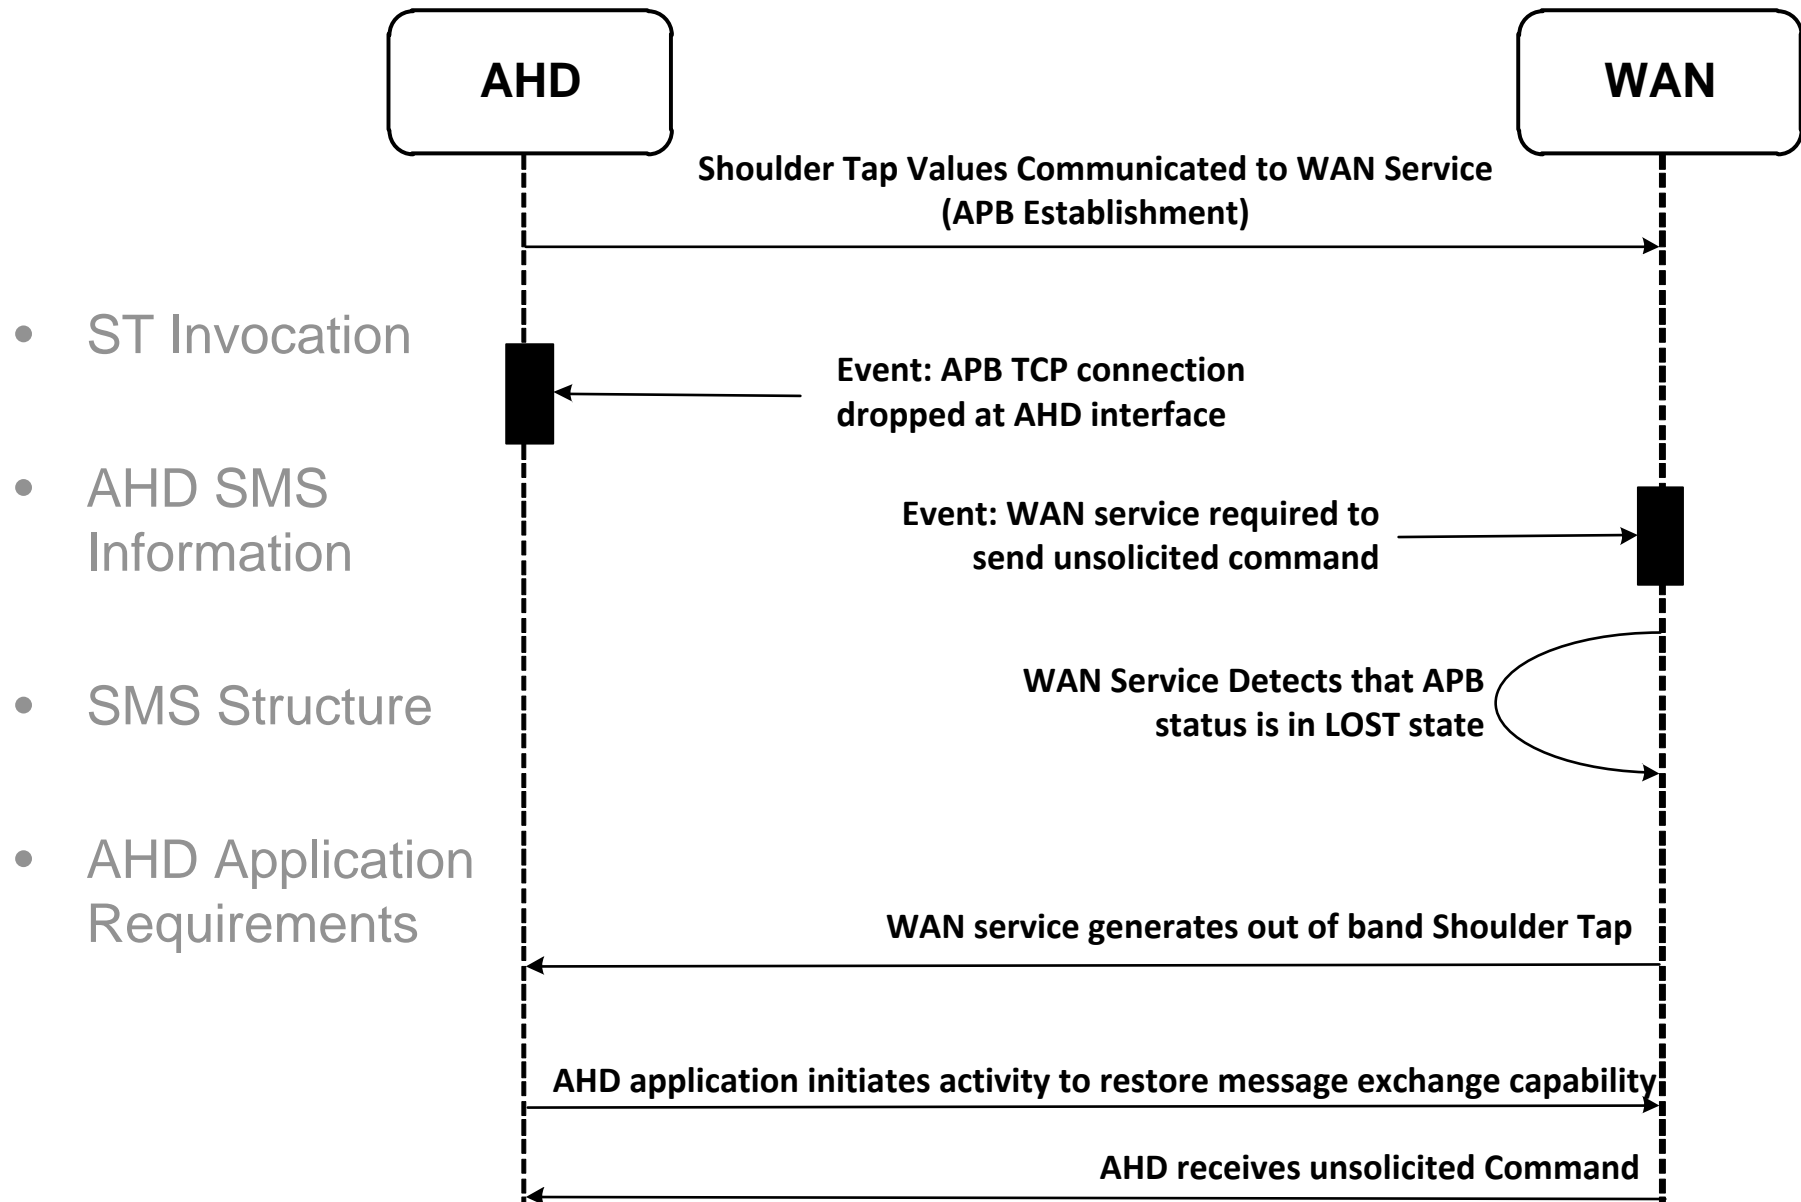 AHD
WAN
Shoulder Tap Values Communicated to WAN Service
(APB Establishment)
• ST Invocation
Event: APB TCP connection
dropped at AHD interface
• AHD SMS
Information
Event: WAN service required to
send unsolicited command
WAN Service Detects that APB
status is in LOST state
• SMS Structure
• AHD Application
Requirements
WAN service generates out of band Shoulder Tap
AHD application initiates activity to restore message exchange capability
AHD receives unsolicited Command